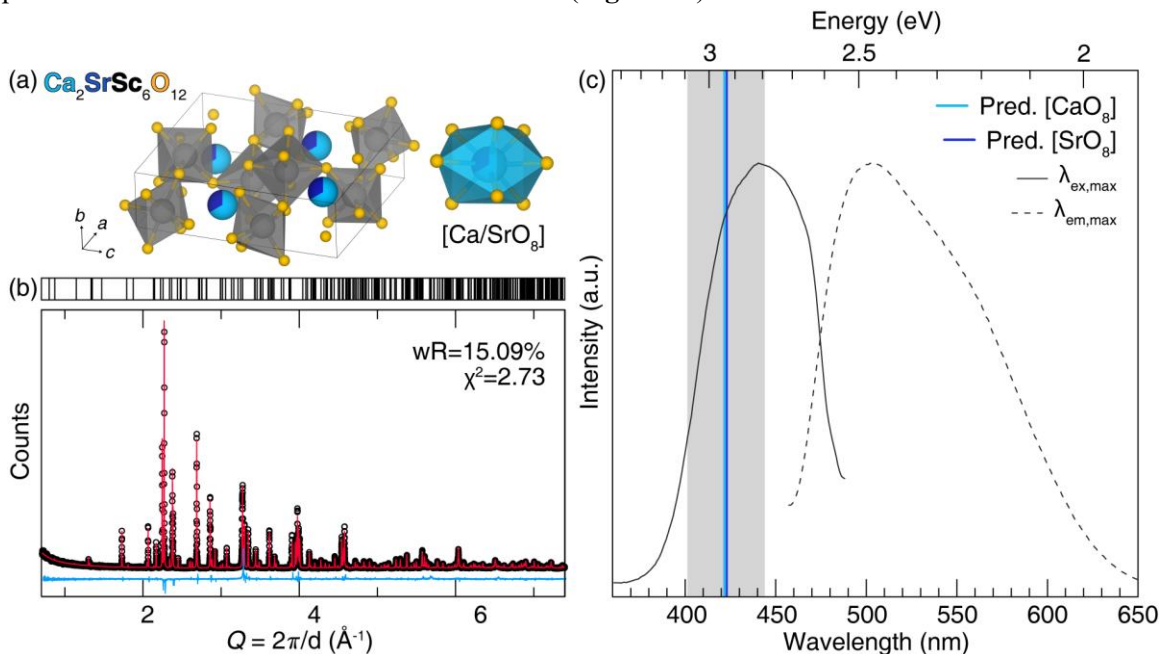 (a) Ca₂SrSc₆O₁₂
b
a
c
[Ca/SrO₈]
(b)
wR=15.09%
χ²=2.73
Counts
2 4 6
Q = 2π/d (Å⁻¹)
Energy (eV)
3 2.5 2
(c)
Pred. [CaO₈]
Pred. [SrO₈]
λex,max
λem,max
Intensity (a.u.)
400 450 500 550 600 650
Wavelength (nm)